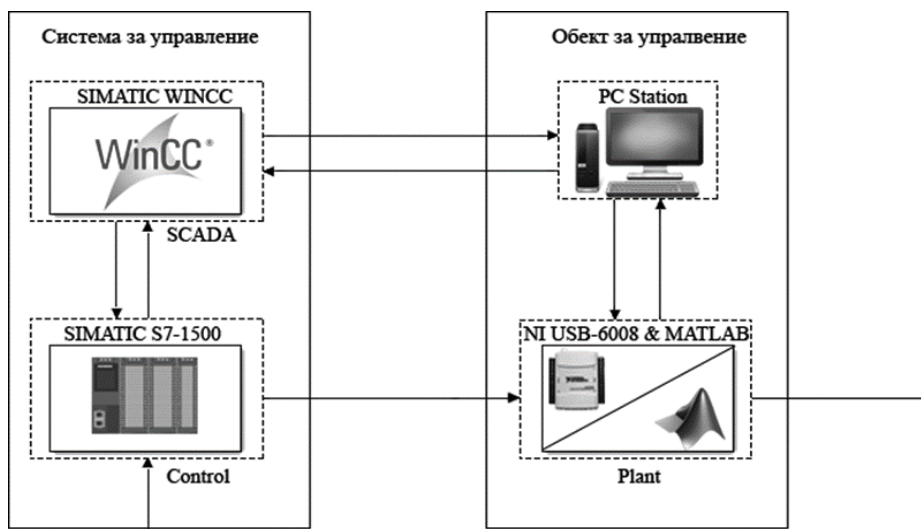 Система за управление
SIMATIC WINCC
WinCC®
SCADA
SIMATIC S7-1500
Control
Обект за упралвение
PC Station
NI USB-6008 & MATLAB
Plant